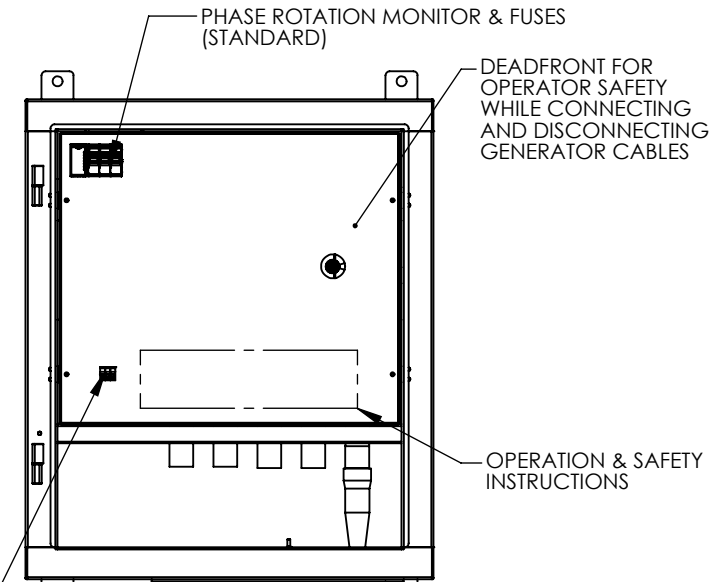 PHASE ROTATION MONITOR & FUSES
(STANDARD)
DEADFRONT FOR
OPERATOR SAFETY
WHILE CONNECTING
AND DISCONNECTING
GENERATOR CABLES
OPERATION & SAFETY
INSTRUCTIONS